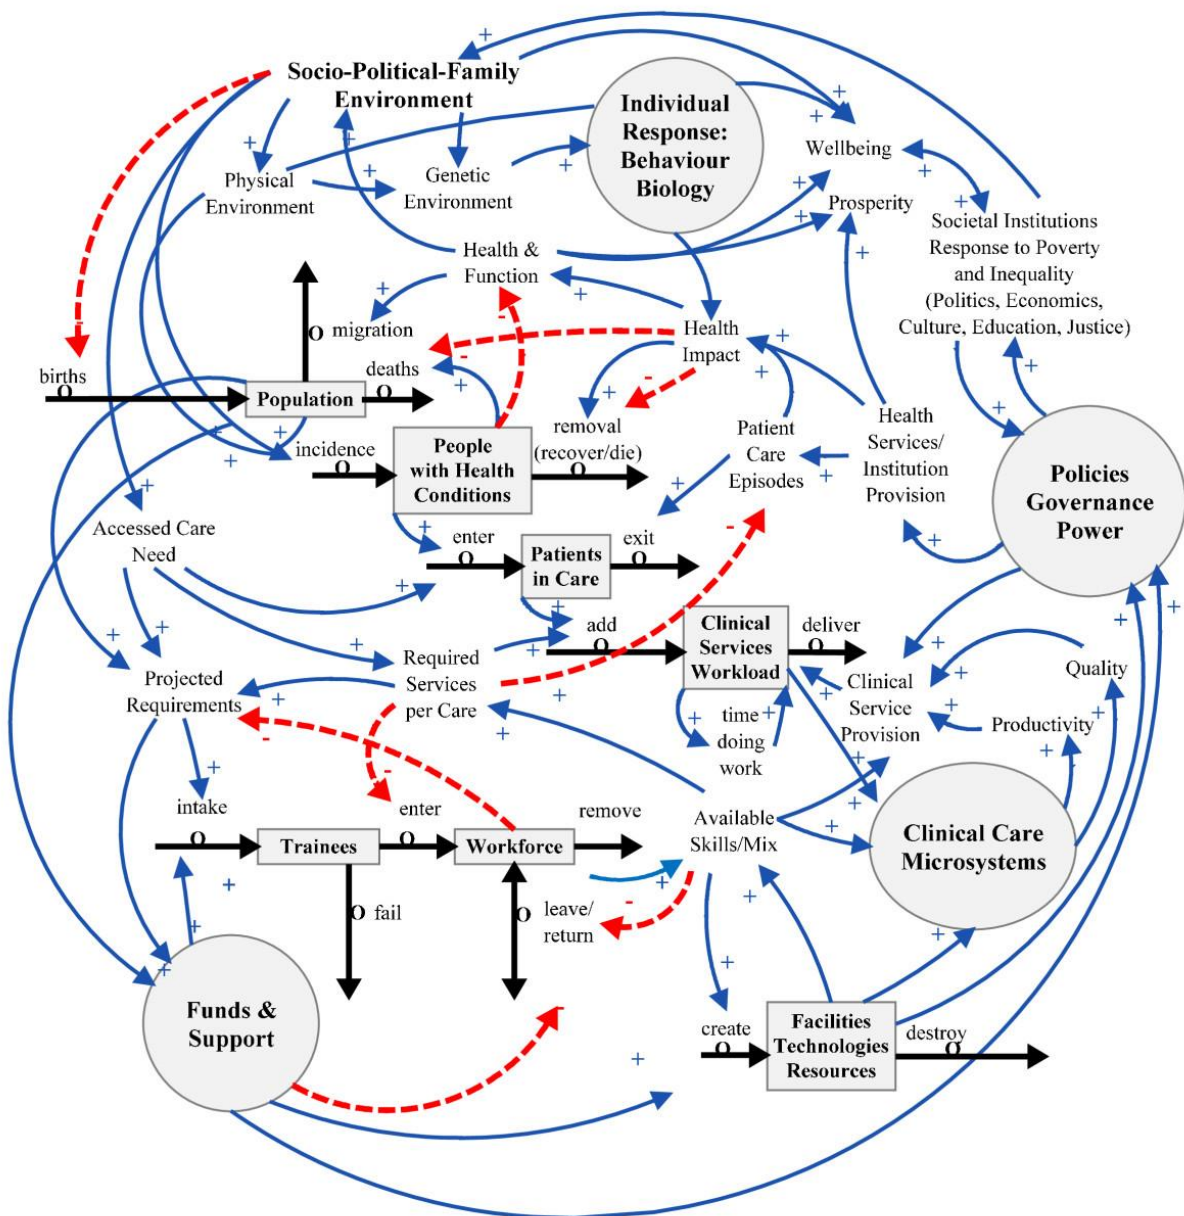 Socio-Political-Family
Environment
Individual
Response:
Behaviour
Biology
Wellbeing
Physical
Environment
Genetic
Environment
Prosperity
Societal Institutions
Response to Poverty
and Inequality
(Politics, Economics,
Culture, Education, Justice)
Health &
Function
migration
Health
Impact
births
deaths
Population
incidence
People
with Health
Conditions
removal
(recover/die)
Patient
Care
Episodes
Health
Services/
Institution
Provision
Policies
Governance
Power
Accessed Care
Need
enter
Patients
in Care
exit
add
Clinical
Services
Workload
deliver
Projected
Requirements
Required
Services
per Care
time
doing
work
Clinical
Service
Provision
Quality
Productivity
intake
Trainees
enter
Workforce
remove
Available
Skills/Mix
Clinical Care
Microsystems
fail
leave/
return
Funds &
Support
create
Facilities
Technologies
Resources
destroy